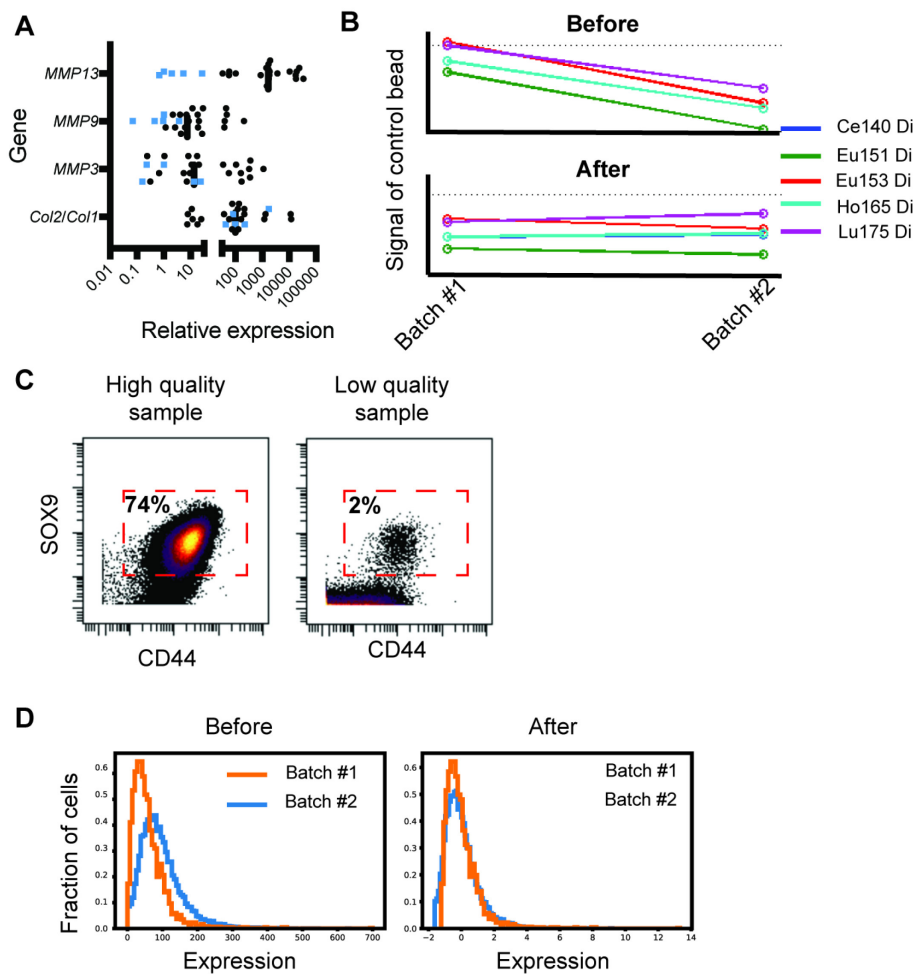 A
Gene
MMP13
MMP9
MMP3
Col2/Col1
0.01
0.1
1
10
100
1000
10000
100000
Relative expression
B
Before
Signal of control bead
After
Batch #1
Batch #2
Ce140 Di
Eu151 Di
Eu153 Di
Ho165 Di
Lu175 Di
C
High quality
sample
Low quality
sample
SOX9
74%
2%
CD44
CD44
D
Before
After
Fraction of cells
0.6
0.5
0.4
0.3
0.2
0.1
0.0
Batch #1
Batch #2
0 100 200 300 400 500 600 700
Expression
0.6
0.5
0.4
0.3
0.2
0.1
0.0
Batch #1
Batch #2
−2 0 2 4 6 8 10 12 14
Expression